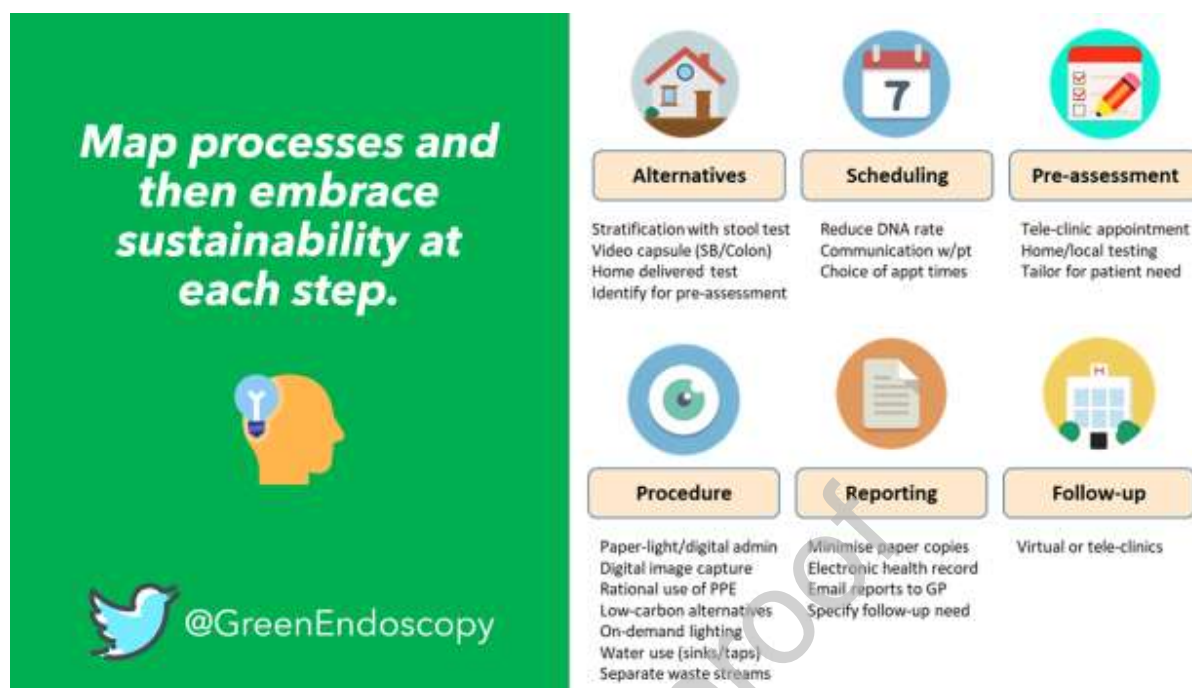 Map processes and
then embrace
sustainability at
each step.
@GreenEndoscopy
7
Alternatives
Stratification with stool test
Video capsule (SB/Colon)
Home delivered test
Identify for pre-assessment
Scheduling
Reduce DNA rate
Communication w/pt
Choice of appt times
Pre-assessment
Tele-clinic appointment
Home/local testing
Tailor for patient need
Procedure
Paper-light/digital admin
Digital image capture
Rational use of PPE
Low-carbon alternatives
On-demand lighting
Water use (sinks/taps)
Separate waste streams
Reporting
Minimise paper copies
Electronic health record
Email reports to GP
Specify follow-up need
H
Follow-up
Virtual or tele-clinics
proof